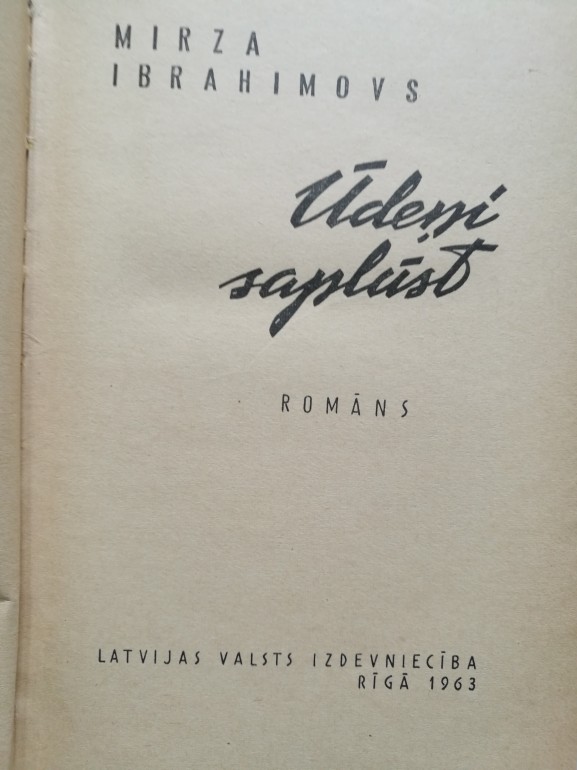 MIRZA
IBRAHIMOVS
Ūdeņi
saplūst
ROMĀNS
LATVIJAS VALSTS IZDEVNIECĪBA
RĪGĀ 1963